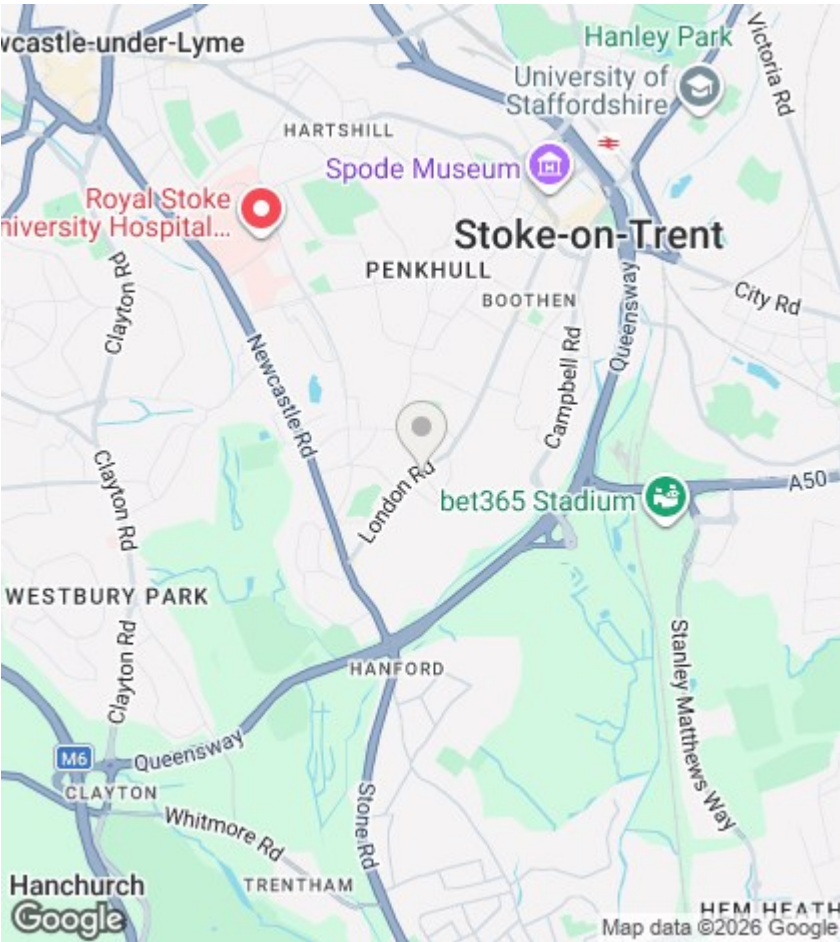 Hanley Park
wcastle-under-Lyme
Victoria Rd
University of
Staffordshire
HARTSHILL
Spode Museum
Royal Stoke
niversity Hospital...
Stoke-on-Trent
PENKHULL
Clayton Rd
BOOTHEN
City Rd
Queensway
Newcastle Rd
Campbell Rd
London Rd
Clayton Rd
bet365 Stadium
A50
WESTBURY PARK
Clayton Rd
HANFORD
Stanley Matthews Way
Queensway
M6
CLAYTON
Whitmore Rd
Stone Rd
Hanchurch
TRENTHAM
HEM HEATH
Google
Map data ©2026 Google